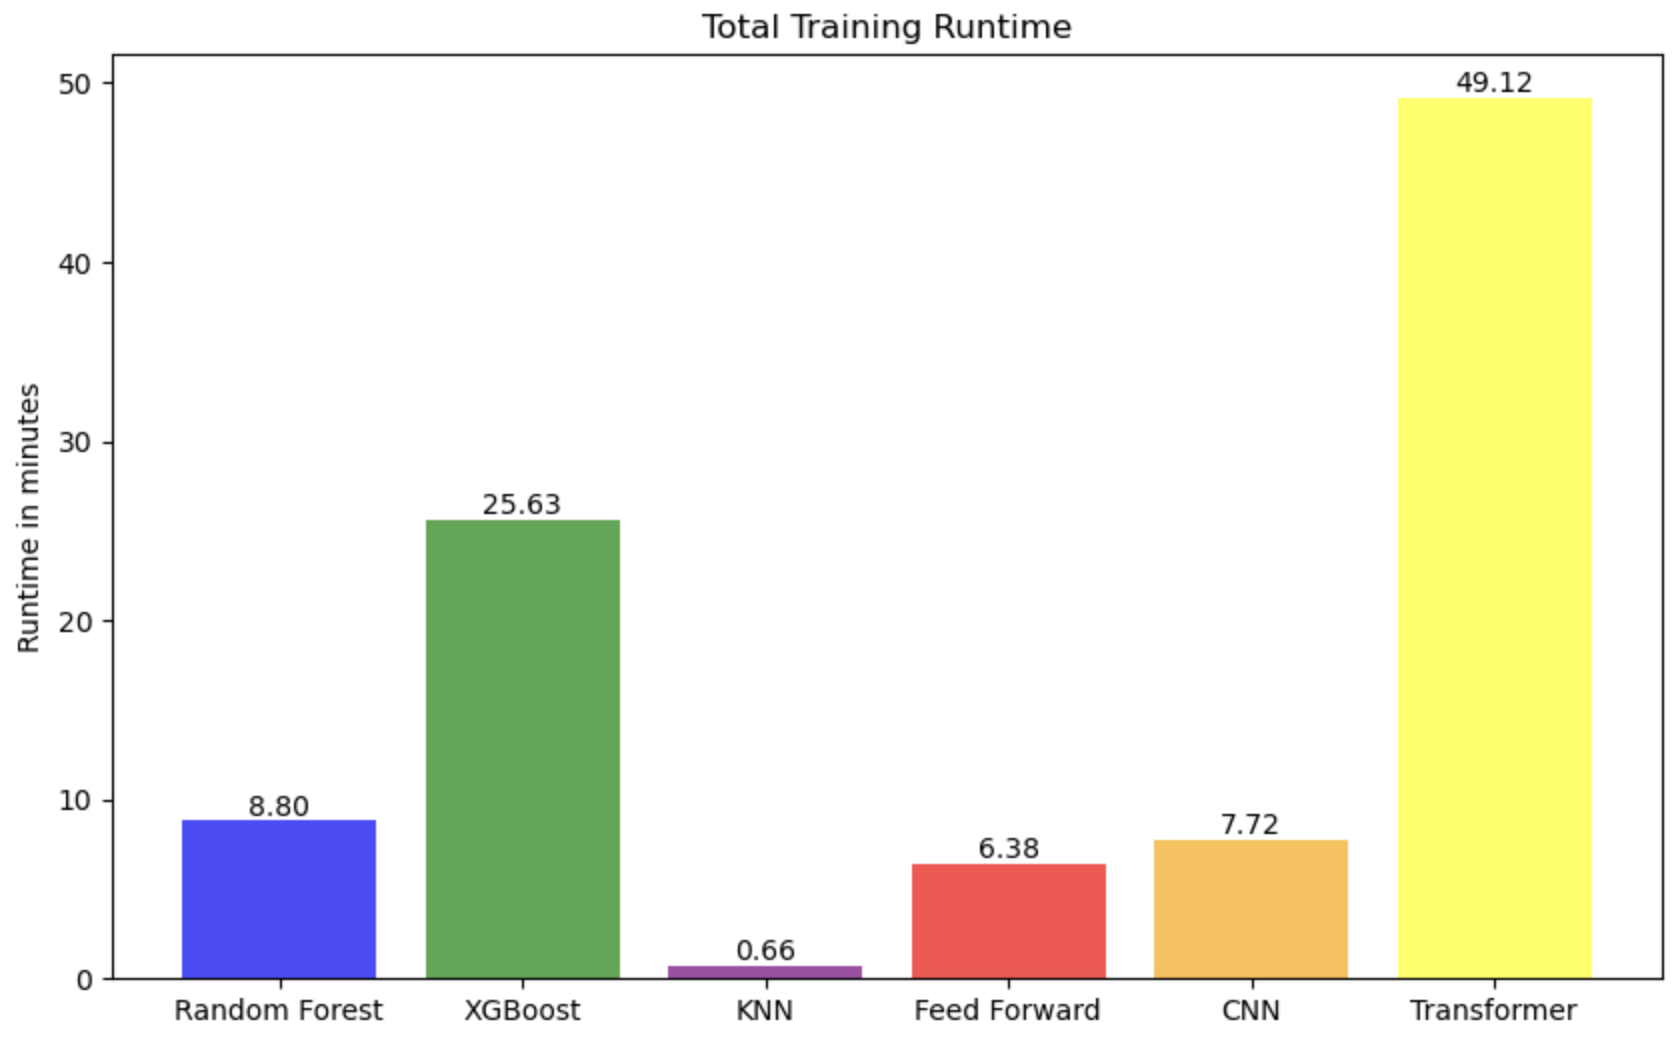 Total Training Runtime
Runtime in minutes
50
40
30
20
10
0
8.80
25.63
0.66
6.38
7.72
49.12
Random Forest
XGBoost
KNN
Feed Forward
CNN
Transformer